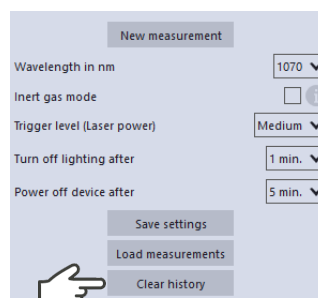 New measurement
Wavelength in nm 1070
Inert gas mode i
Trigger level (Laser power) Medium
Turn off lighting after 1 min.
Power off device after 5 min.
Save settings
Load measurements
Clear history